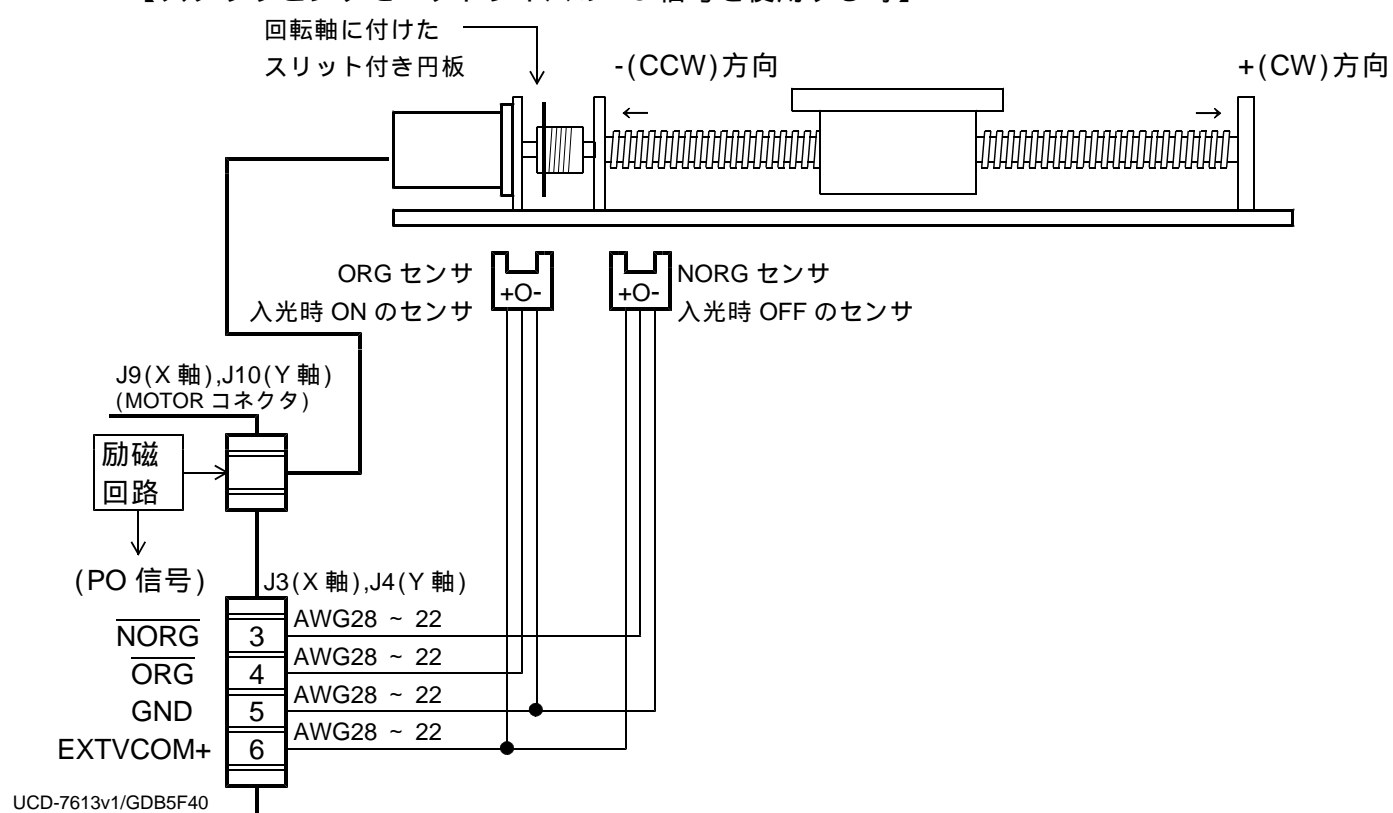 回転軸に付けた
スリット付き円板
-(CCW)方向
+(CW)方向
ORG センサ
入光時 ON のセンサ
+O-
+O-
NORG センサ
入光時 OFF のセンサ
J9(X 軸),J10(Y 軸)
(MOTOR コネクタ)
励磁
回路
(PO 信号)
J3(X 軸),J4(Y 軸)
NORG 3 AWG28 ~ 22
ORG 4 AWG28 ~ 22
GND 5 AWG28 ~ 22
EXTVCOM+ 6 AWG28 ~ 22
UCD-7613v1/GDB5F40